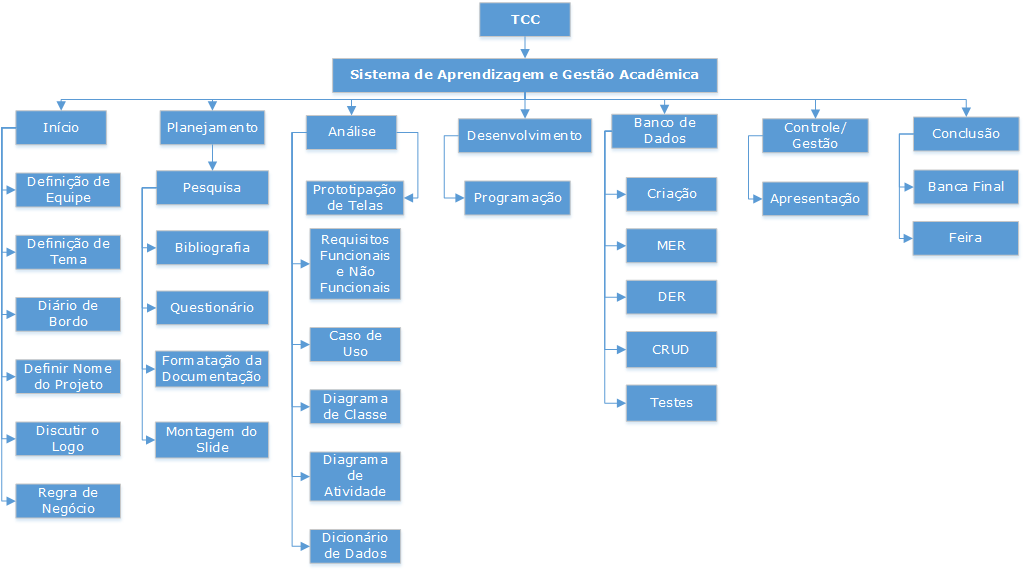 TCC
Sistema de Aprendizagem e Gestão Acadêmica
Início
Definição de
Equipe
Definição de
Tema
Diário de
Bordo
Definir Nome
do Projeto
Discutir o
Logo
Regra de
Negócio
Planejamento
Pesquisa
Bibliografia
Questionário
Formatação da
Documentação
Montagem do
Slide
Análise
Prototipação
de Telas
Requisitos
Funcionais
e Não
Funcionais
Caso de
Uso
Diagrama
de Classe
Diagrama
de
Atividade
Dicionário
de Dados
Desenvolvimento
Programação
Banco de
Dados
Criação
MER
DER
CRUD
Testes
Controle/
Gestão
Apresentação
Conclusão
Banca Final
Feira